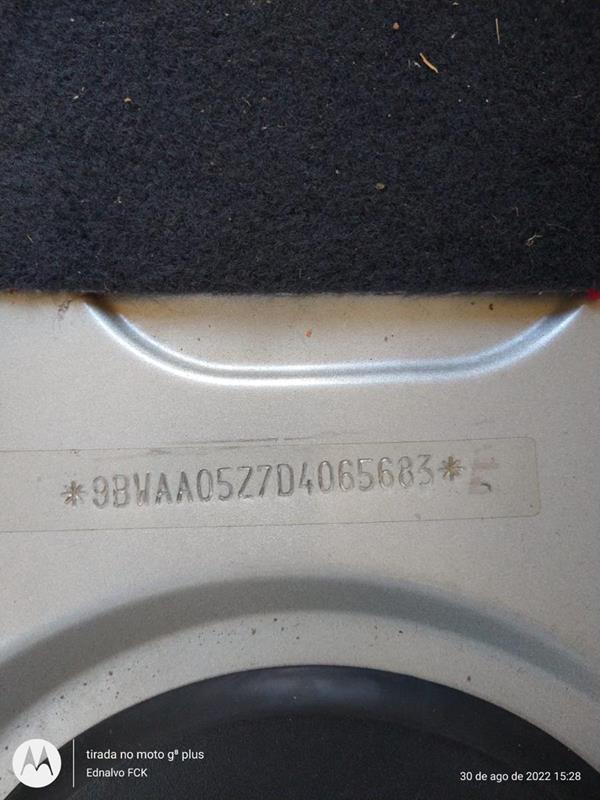 *9BWAA05Z7D4065683*
tirada no moto g⁸ plus
Ednalvo FCK
30 de ago de 2022 15:28